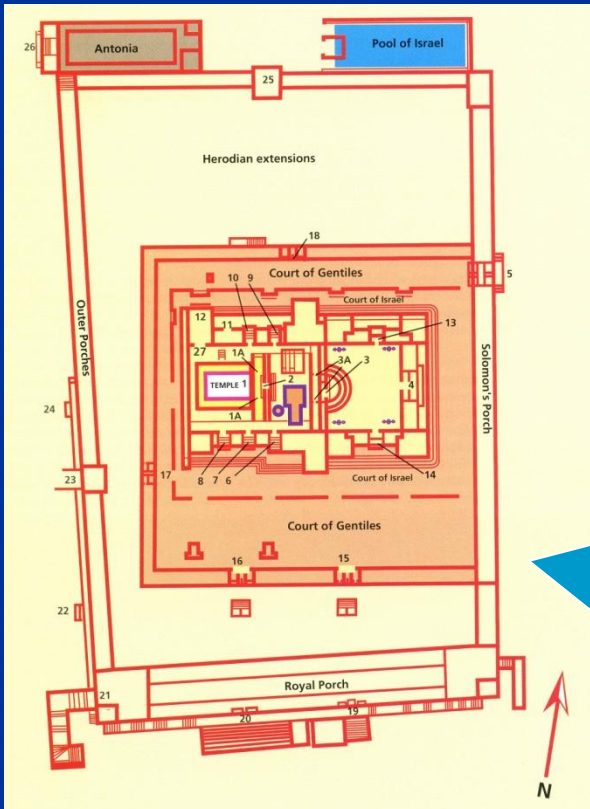 26
Antonia
Pool of Israel
25
Herodian extensions
18
Court of Gentiles
5
10 9
Court of Israel
12
11
13
27
1A
3A 3
TEMPLE 1
2
4
1A
Outer Porches
Solomon's Porch
24
23
17
8 7 6
14
Court of Israel
Court of Gentiles
16
15
22
Royal Porch
21
20
19
N